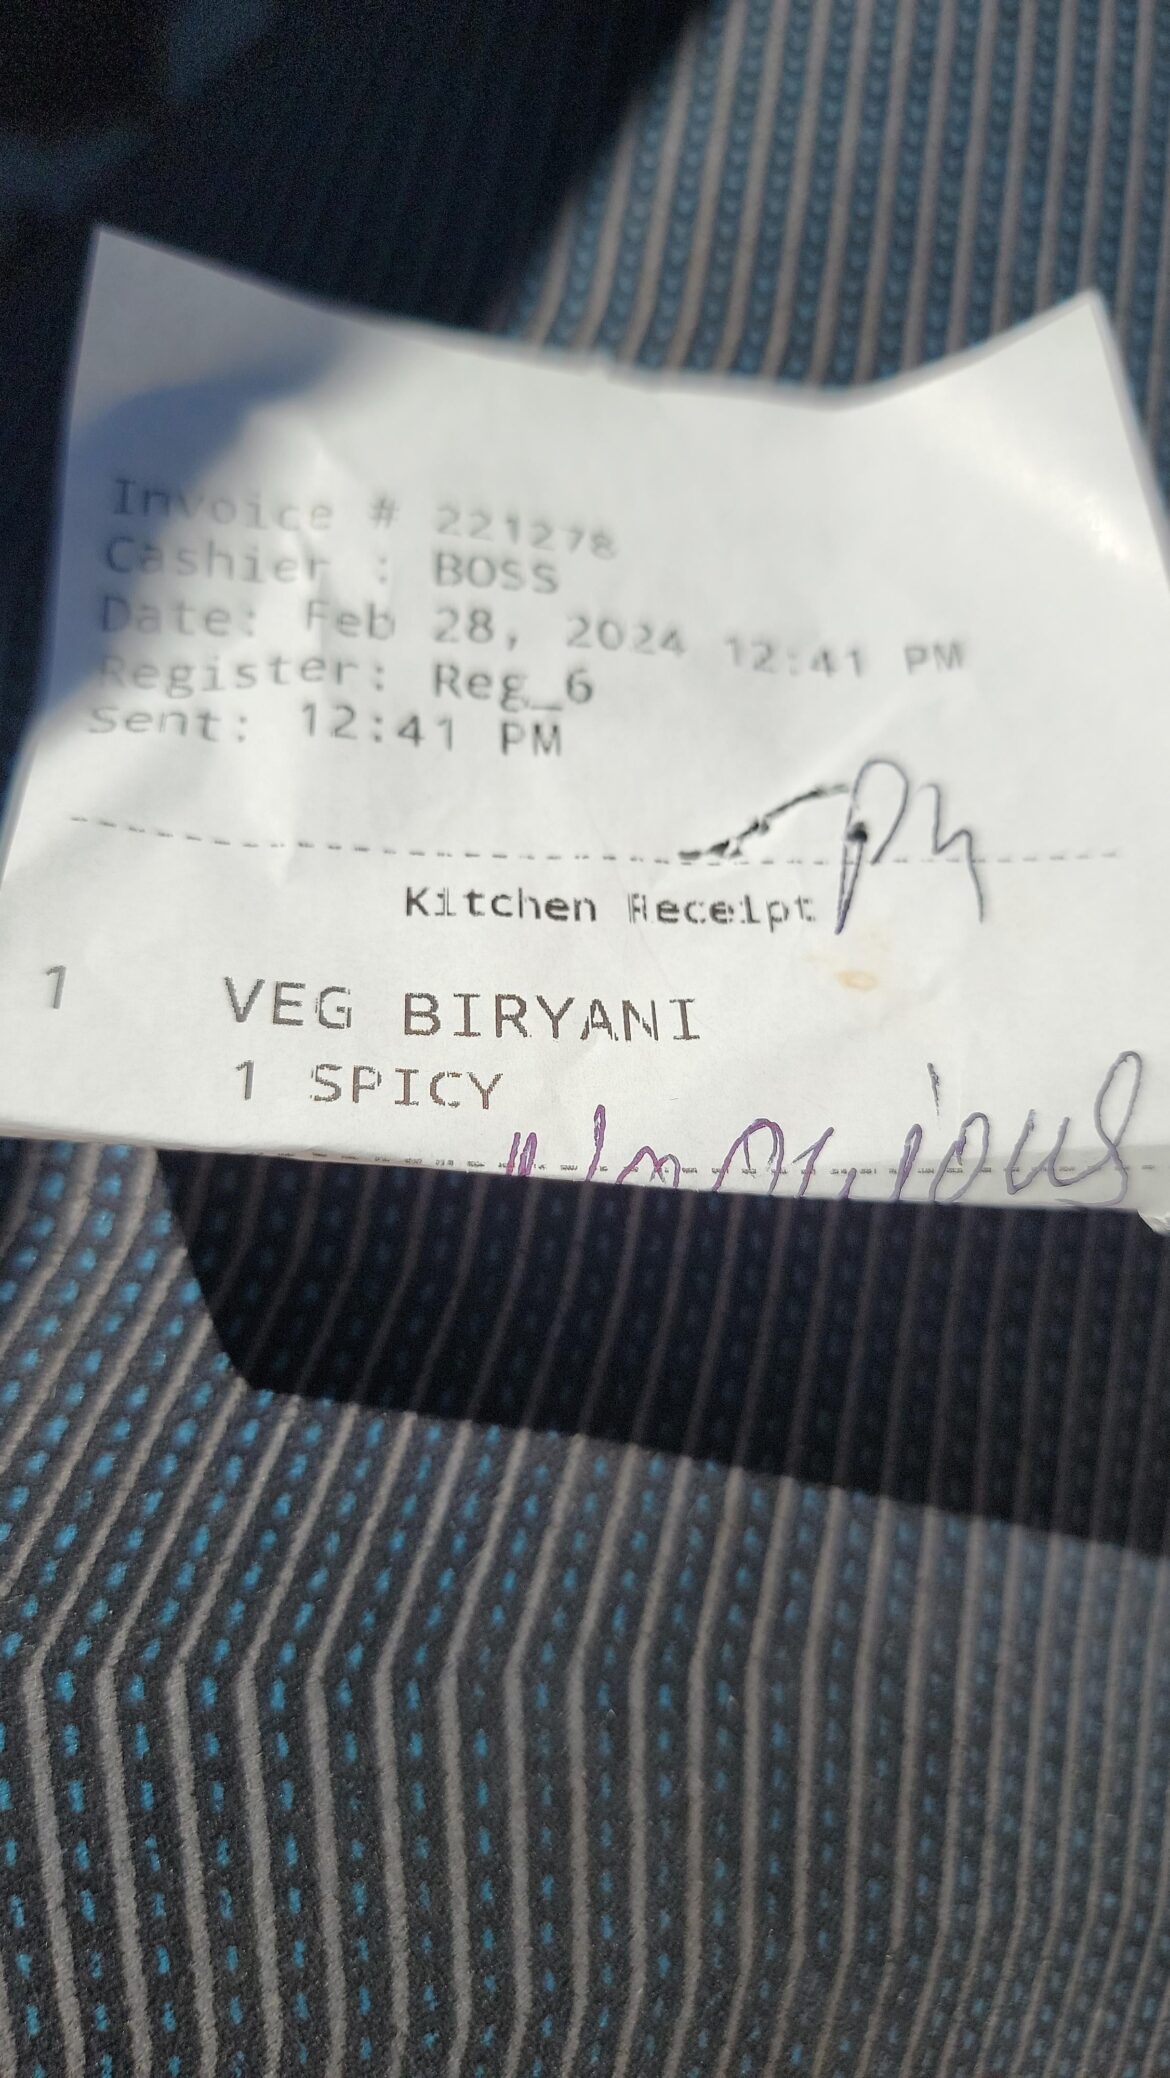 Invoice # 221278
Cashier : BOSS
Date: Feb 28, 2024 12:41 PM
Register: Reg_6
Sent: 12:41 PM
Kitchen Receipt
1 VEG BIRYANI
1 SPICY